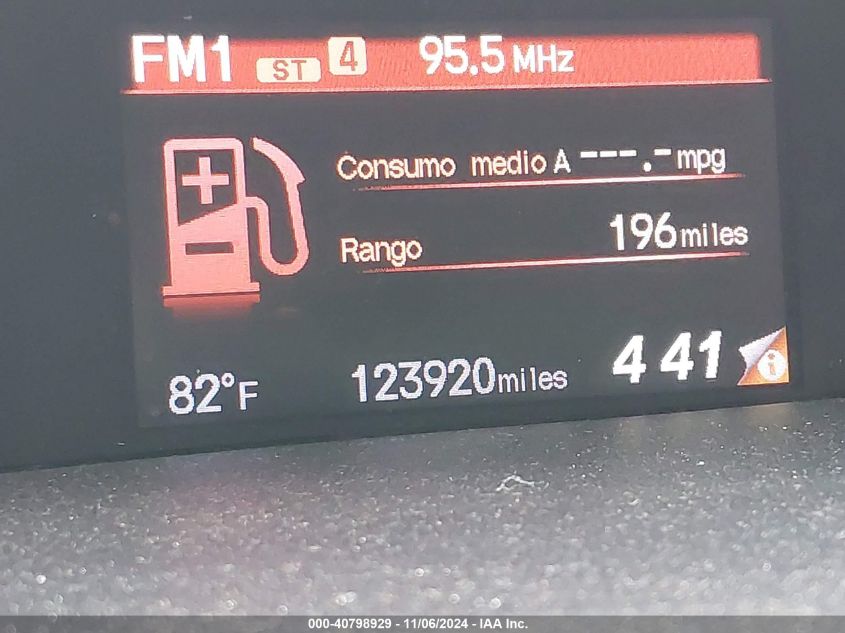 FM1 ST 4 95.5 MHz
Consumo medio A ---.- mpg
Rango 196 miles
82°F 123920 miles 4 41 i
000-40798929 - 11/06/2024 - IAA Inc.